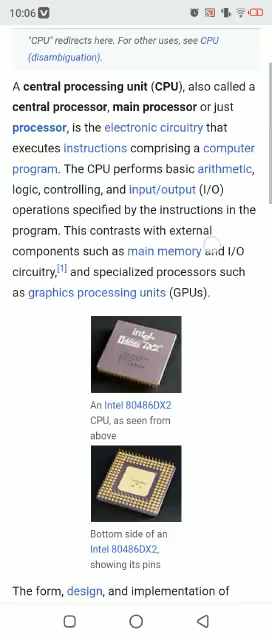 10:06
"CPU" redirects here. For other uses, see CPU
(disambiguation).
A central processing unit (CPU), also called a
central processor, main processor or just
processor, is the electronic circuitry that
executes instructions comprising a computer
program. The CPU performs basic arithmetic,
logic, controlling, and input/output (I/O)
operations specified by the instructions in the
program. This contrasts with external
components such as main memory and I/O
circuitry,[1] and specialized processors such
as graphics processing units (GPUs).
intel
An Intel 80486DX2
CPU, as seen from
above
Bottom side of an
Intel 80486DX2,
showing its pins
The form, design, and implementation of